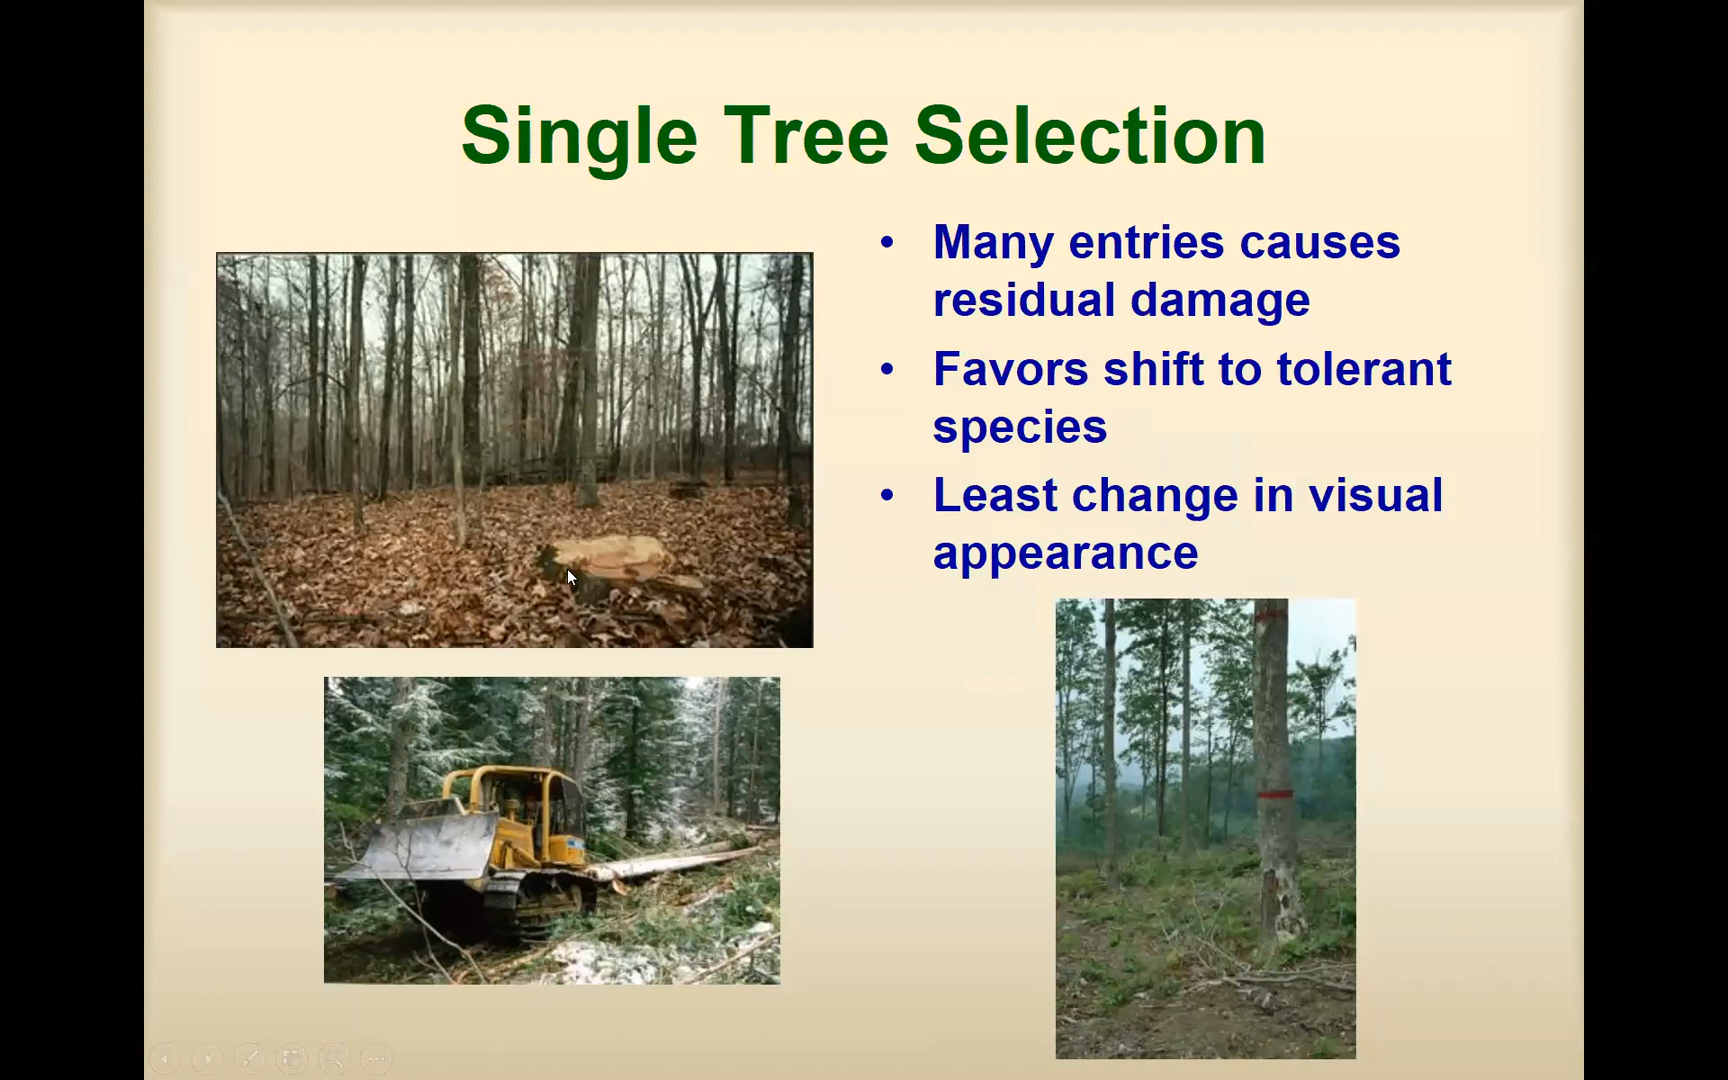 Single Tree Selection
• Many entries causes
residual damage
• Favors shift to tolerant
species
• Least change in visual
appearance